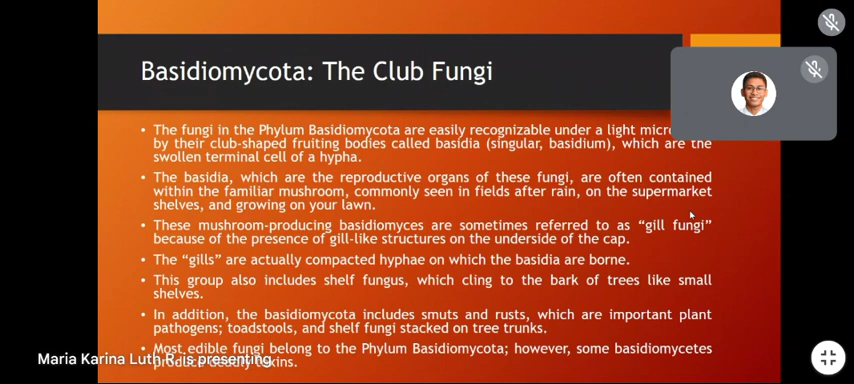 Basidiomycota: The Club Fungi
• The fungi in the Phylum Basidiomycota are easily recognizable under a light
by their club-shaped fruiting bodies called basidia (singular, basidium), which are the
swollen terminal cell of a hypha.
• The basidia, which are the reproductive organs of these fungi, are often contained
within the familiar mushroom, commonly seen in fields after rain, on the supermarket
shelves, and growing on your lawn.
• These mushroom-producing basidiomyces are sometimes referred to as “gill fungi”
because of the presence of gill-like structures on the underside of the cap.
• The “gills” are actually compacted hyphae on which the basidia are borne.
• This group also includes shelf fungus, which cling to the bark of trees like small
shelves.
• In addition, the basidiomycota includes smuts and rusts, which are important plant
pathogens; toadstools, and shelf fungi stacked on tree trunks.
• Most edible fungi belong to the Phylum Basidiomycota; however, some basidiomycetes
produce deadly toxins.
Maria Karina Luth R. is presenting